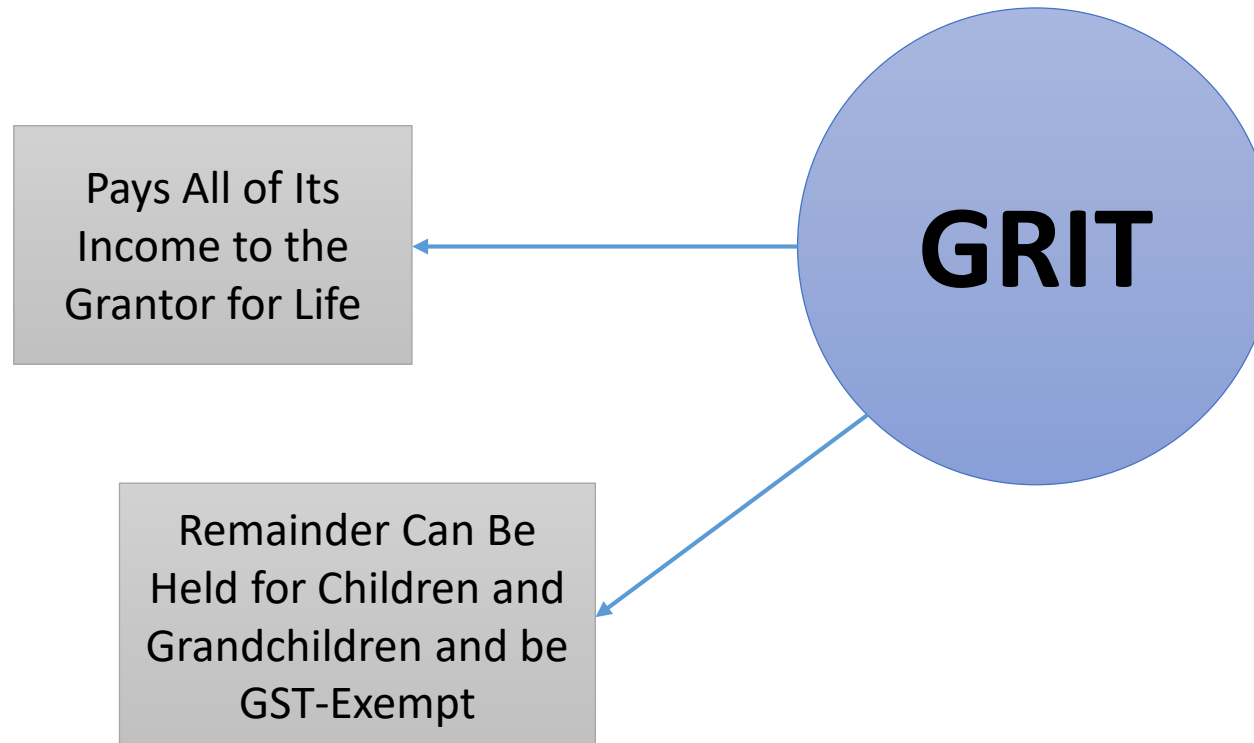 Pays All of Its
Income to the
Grantor for Life
GRIT
Remainder Can Be
Held for Children and
Grandchildren and be
GST-Exempt